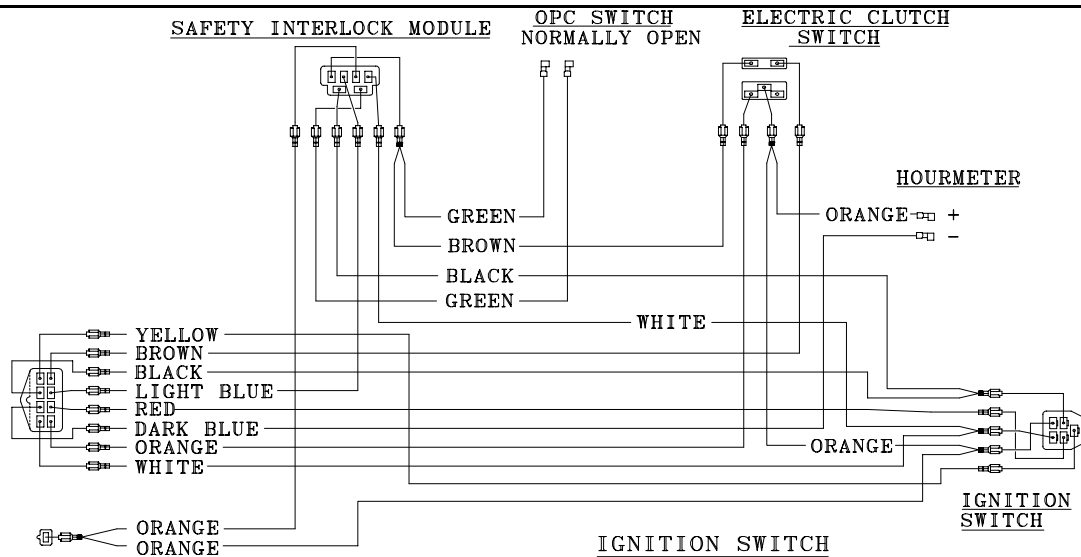 SAFETY INTERLOCK MODULE
OPC SWITCH
NORMALLY OPEN
ELECTRIC CLUTCH
SWITCH
HOURMETER
GREEN
ORANGE +
BROWN
−
BLACK
GREEN
WHITE
YELLOW
BROWN
BLACK
LIGHT BLUE
RED
DARK BLUE
ORANGE
ORANGE
WHITE
IGNITION
SWITCH
ORANGE
ORANGE
IGNITION SWITCH